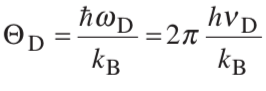 Θ_D = ħω_D / k_B = 2π hν_D / k_B